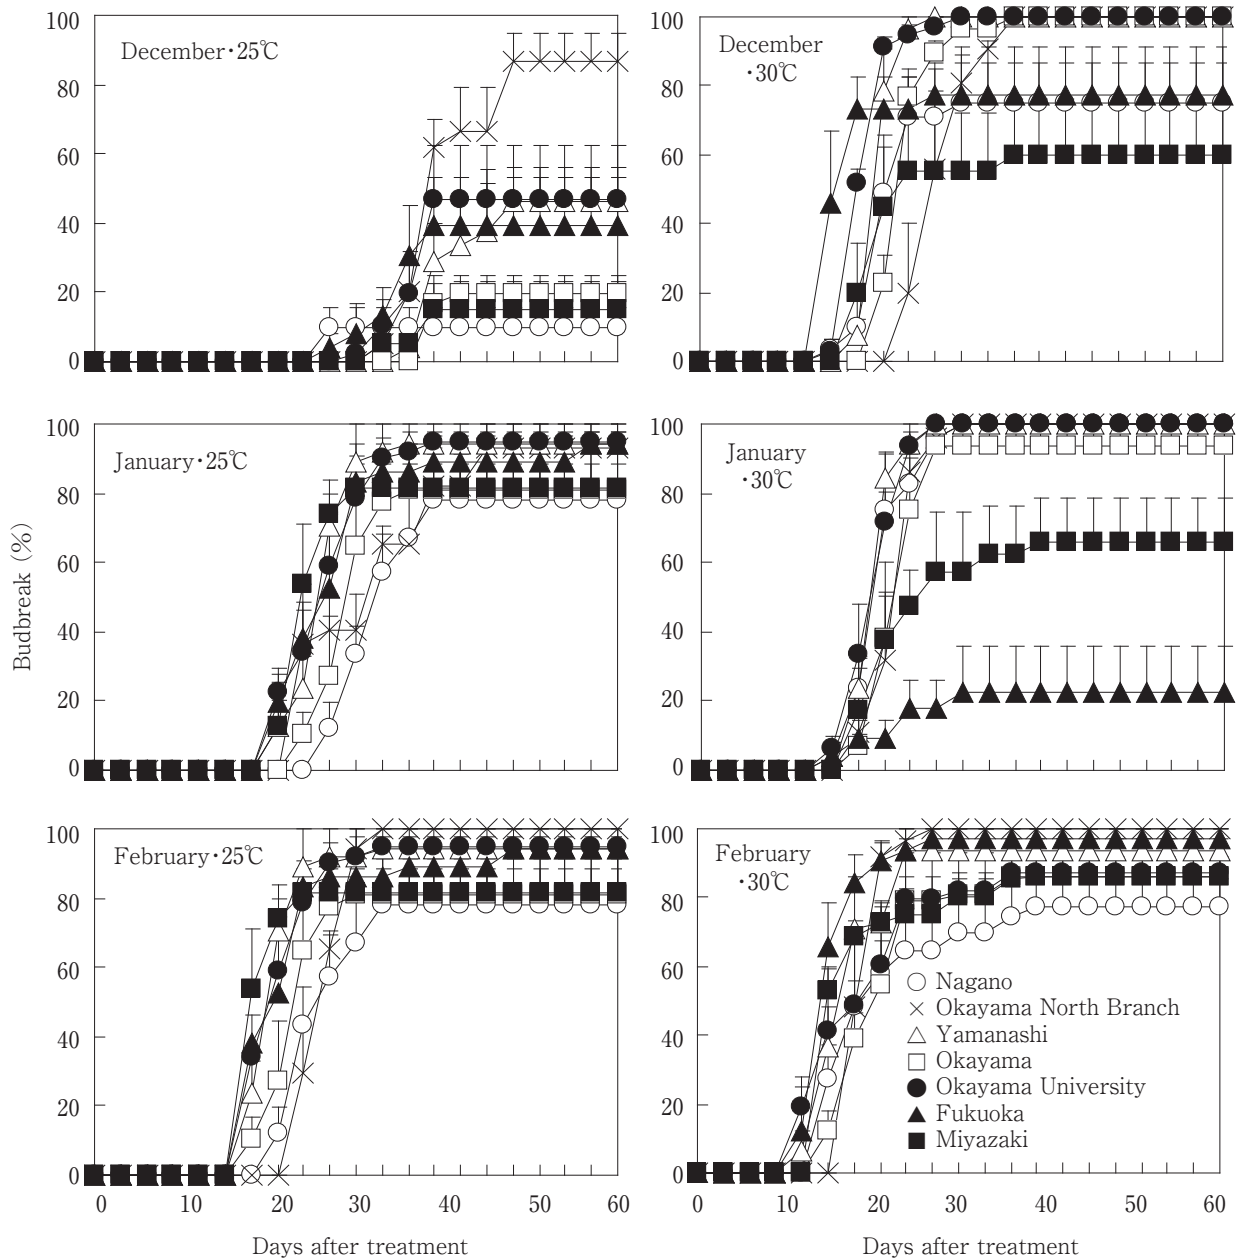 100
80
60
40
20
0
December・25℃
100
80
60
40
20
0
December
・30℃
100
80
60
40
20
0
January・25℃
100
80
60
40
20
0
January
・30℃
Budbreak (%)
100
80
60
40
20
0
February・25℃
0 10 20 30 40 50 60
Days after treatment
100
80
60
40
20
0
February
・30℃
Nagano
Okayama North Branch
Yamanashi
Okayama
Okayama University
Fukuoka
Miyazaki
0 10 20 30 40 50 60
Days after treatment